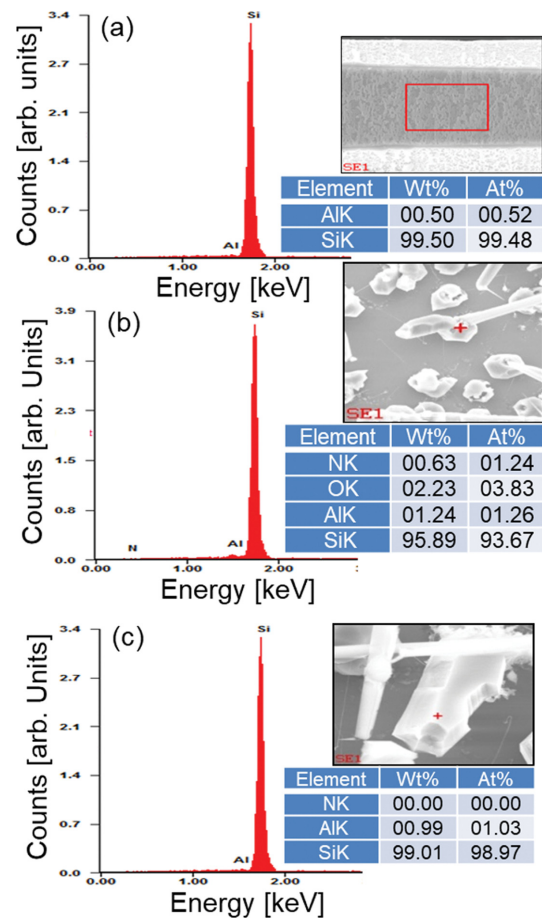 (a)
Si
3.4
2.7
2.1
1.4
0.7
0.0
Al
0.00
1.00
2.00
Counts [arb. units]
Energy [keV]
SE1
Element Wt% At%
AlK 00.50 00.52
SiK 99.50 99.48
(b)
Si
3.9
3.1
2.3
1.5
0.8
0.0
t
N
Al
0.00
1.00
2.00
Counts [arb. Units]
Energy [keV]
SE1
Element Wt% At%
NK 00.63 01.24
OK 02.23 03.83
AlK 01.24 01.26
SiK 95.89 93.67
(c)
Si
3.4
2.7
2.1
1.4
0.7
0.0
Al
0.00
1.00
2.00
Counts [arb. Units]
Energy [keV]
SE1
Element Wt% At%
NK 00.00 00.00
AlK 00.99 01.03
SiK 99.01 98.97